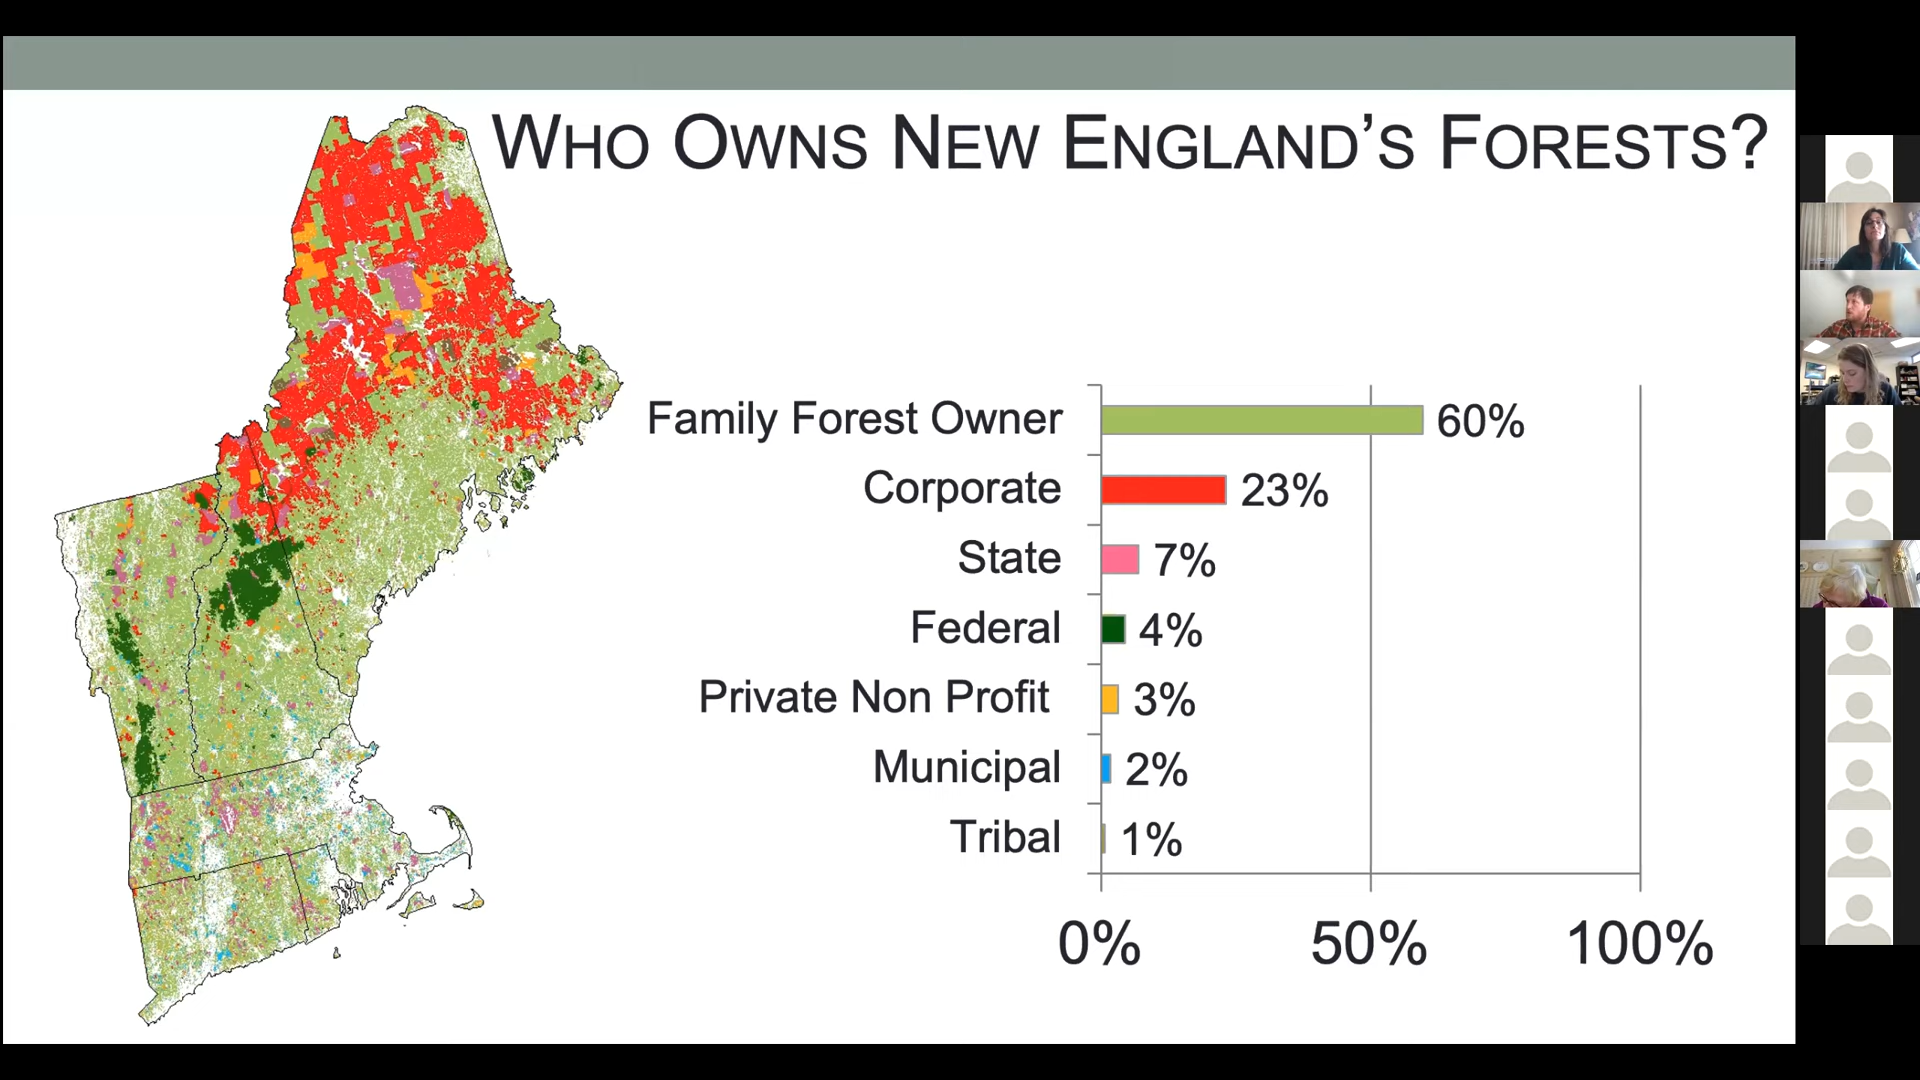 WHO OWNS NEW ENGLAND'S FORESTS?
Family Forest Owner 60%
Corporate 23%
State 7%
Federal 4%
Private Non Profit 3%
Municipal 2%
Tribal 1%
0% 50% 100%